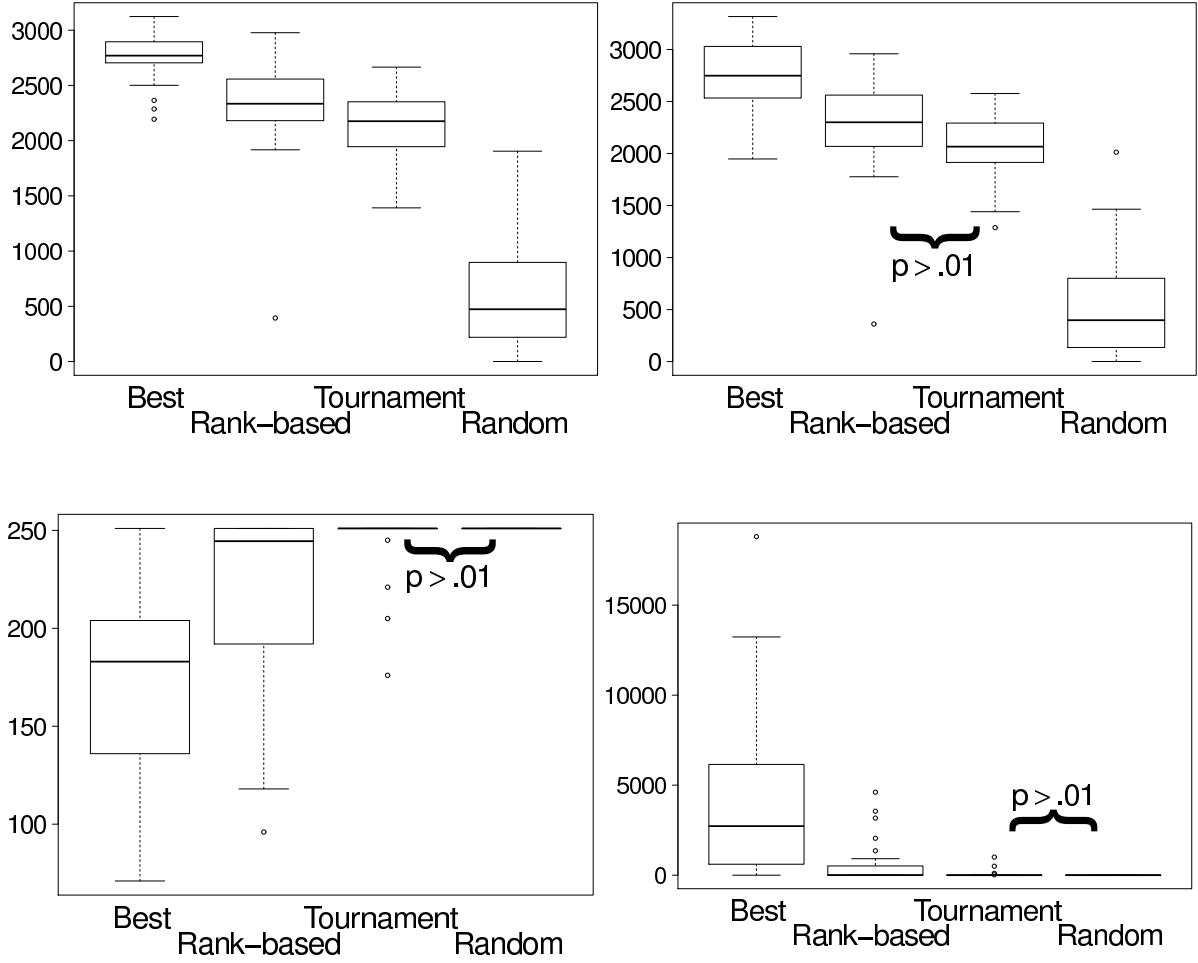 3000
2500
2000
1500
1000
500
0
Best
Tournament
Rank−based
Random
3000
2500
2000
1500
1000
500
0
p > .01
Best
Tournament
Rank−based
Random
250
200
150
100
p > .01
Best
Tournament
Rank−based
Random
15000
10000
5000
0
p > .01
Best
Tournament
Rank−based
Random